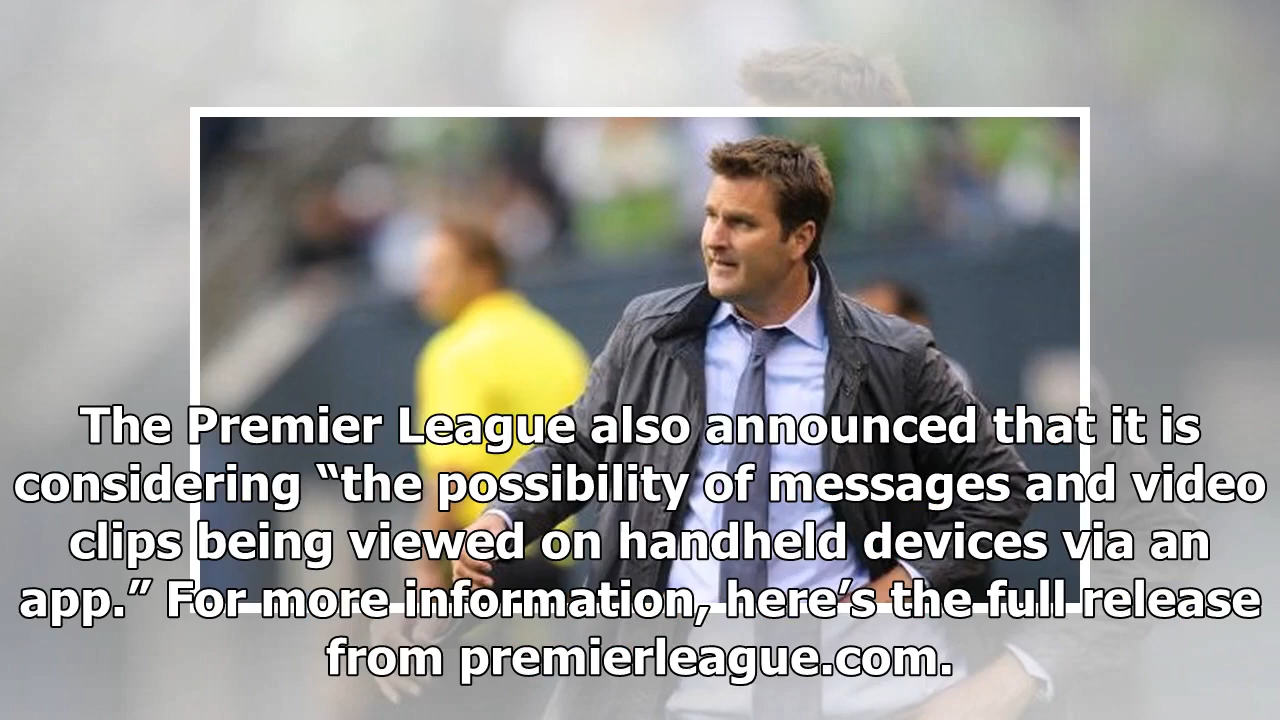 The Premier League also announced that it is
considering “the possibility of messages and video
clips being viewed on handheld devices via an
app.” For more information, here’s the full release
from premierleague.com.